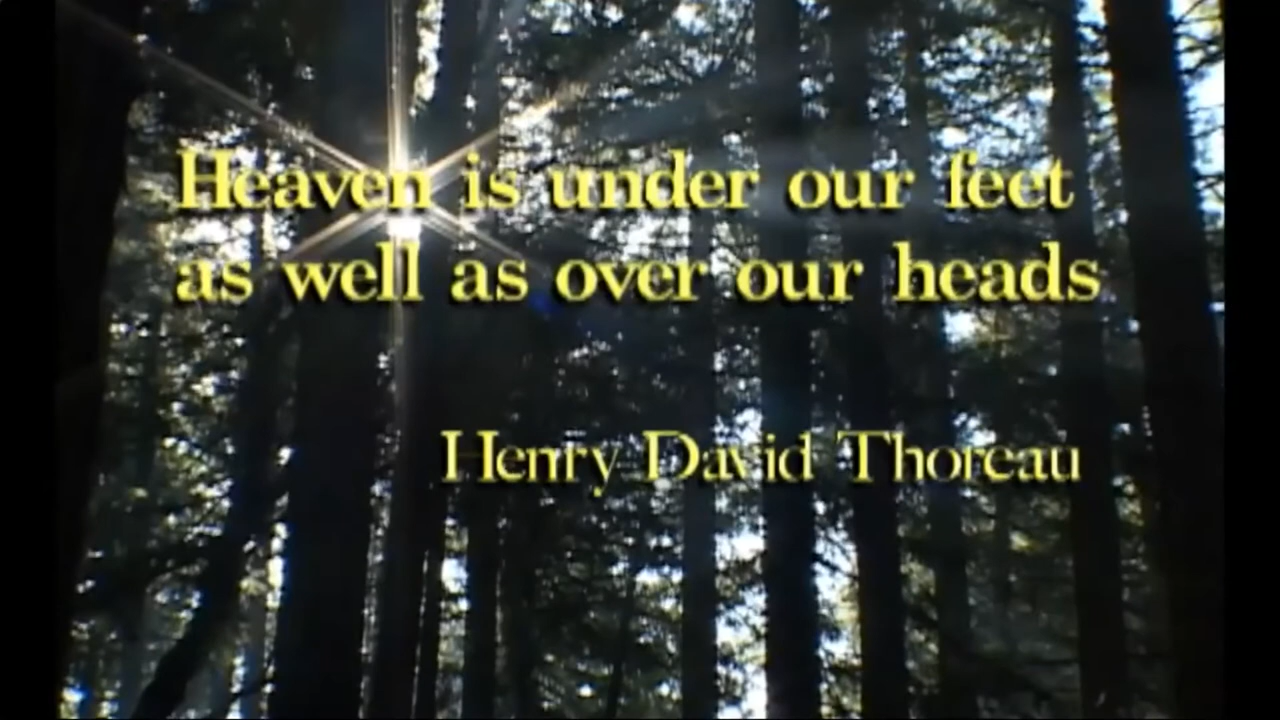 Heaven is under our feet
as well as over our heads
Henry David Thoreau